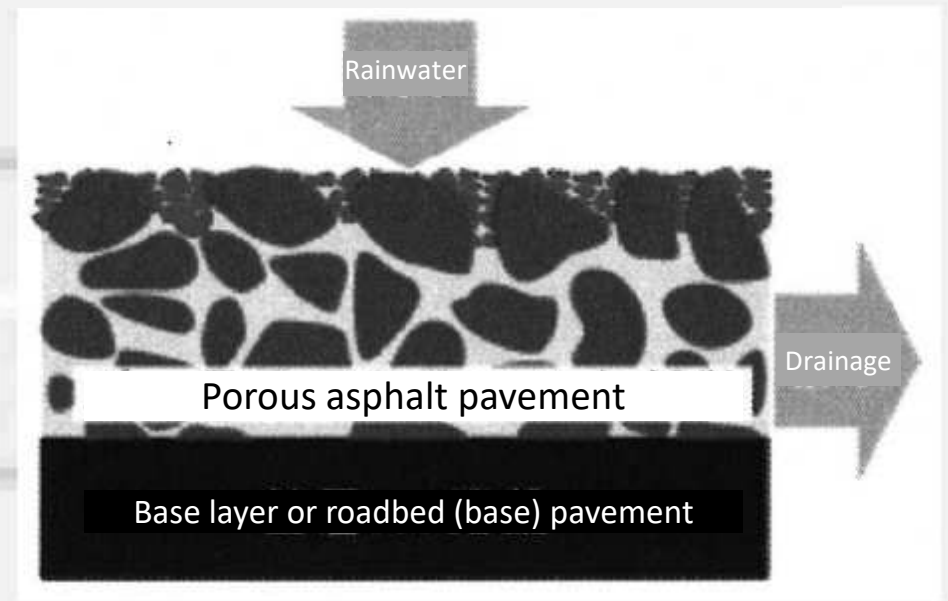 Rainwater
Drainage
Porous asphalt pavement
Base layer or roadbed (base) pavement